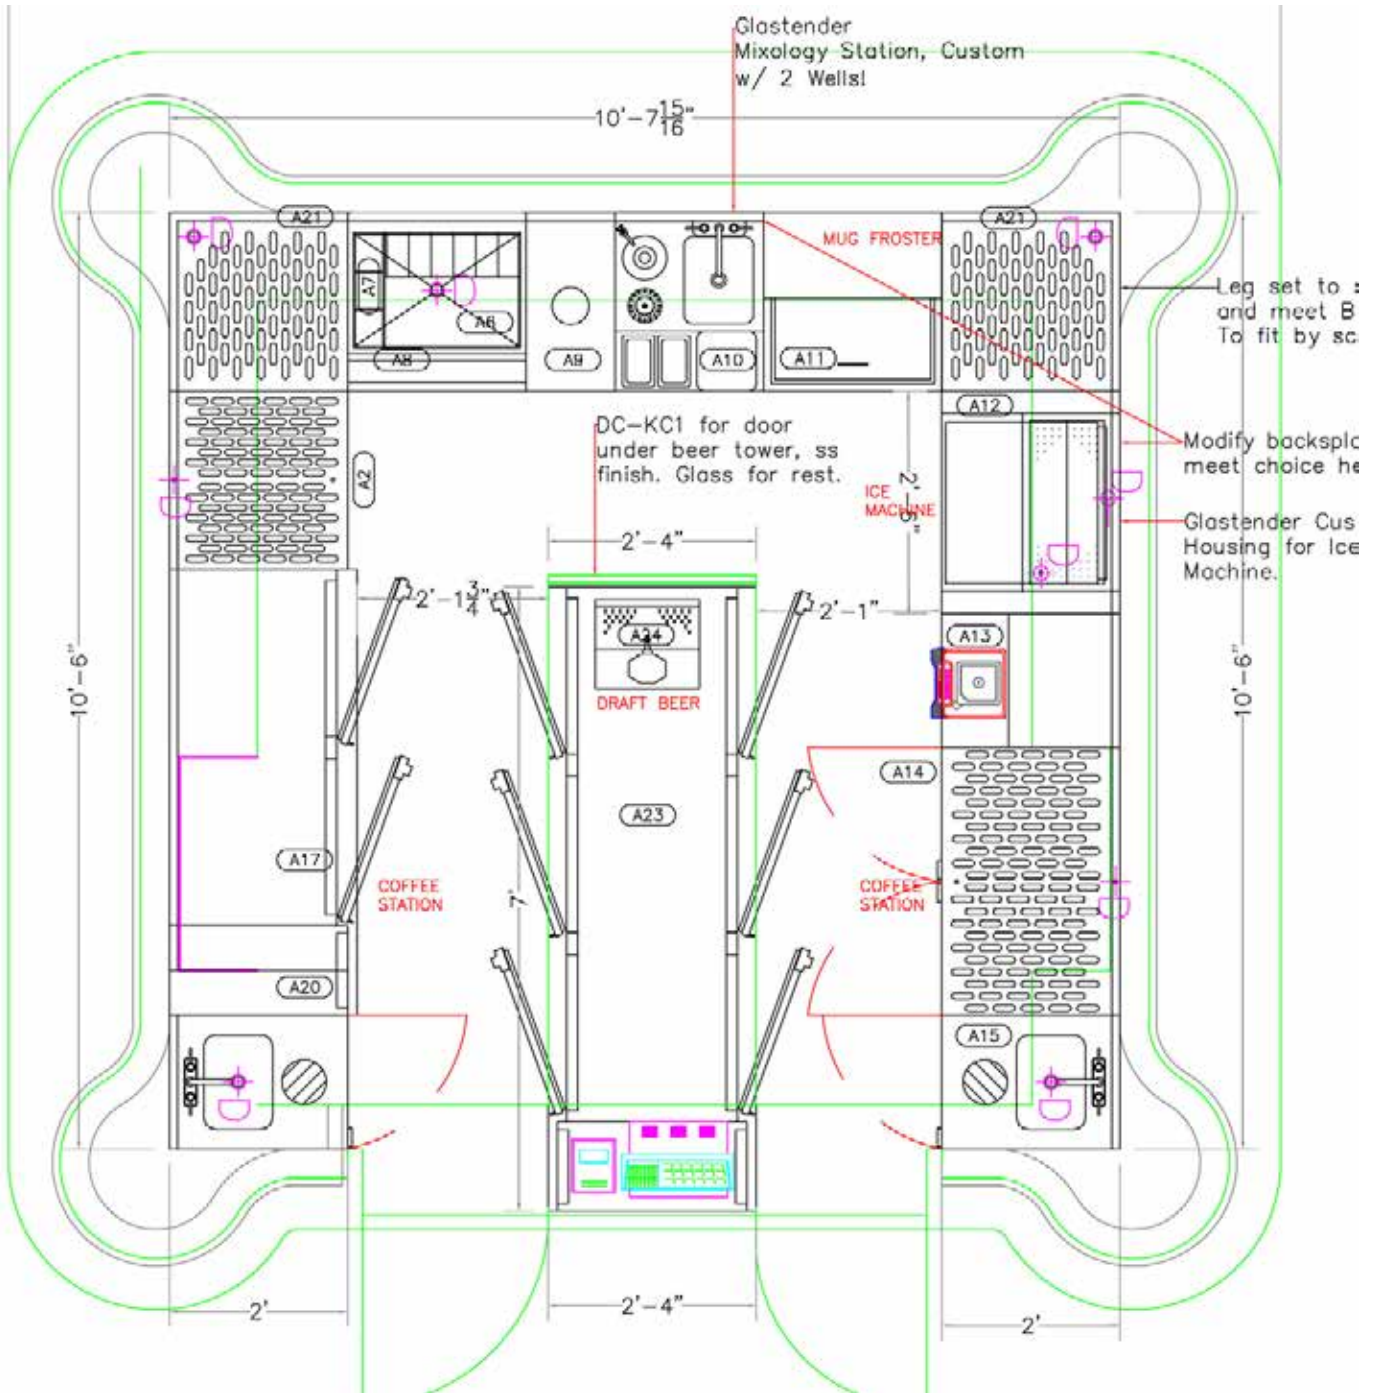 Glastender
Mixology Station, Custom
w/ 2 Wells!
10'-7 15/16"
A21
A21
MUG FROSTER
A7
A6
A8
A9
A10
A11
Leg set to
and meet B
To fit by sc
A12
DC-KC1 for door
under beer tower, ss
finish. Glass for rest.
A2
ICE
MACHINE
Modify backspla
meet choice he
Glastender Cus
Housing for Ice
Machine.
2'-4"
2'-1 3/4"
2'-1"
A24
A13
DRAFT BEER
10'-6"
10'-6"
A14
A23
A17
COFFEE
STATION
7'
COFFEE
STATION
A20
A15
2'
2'-4"
2'